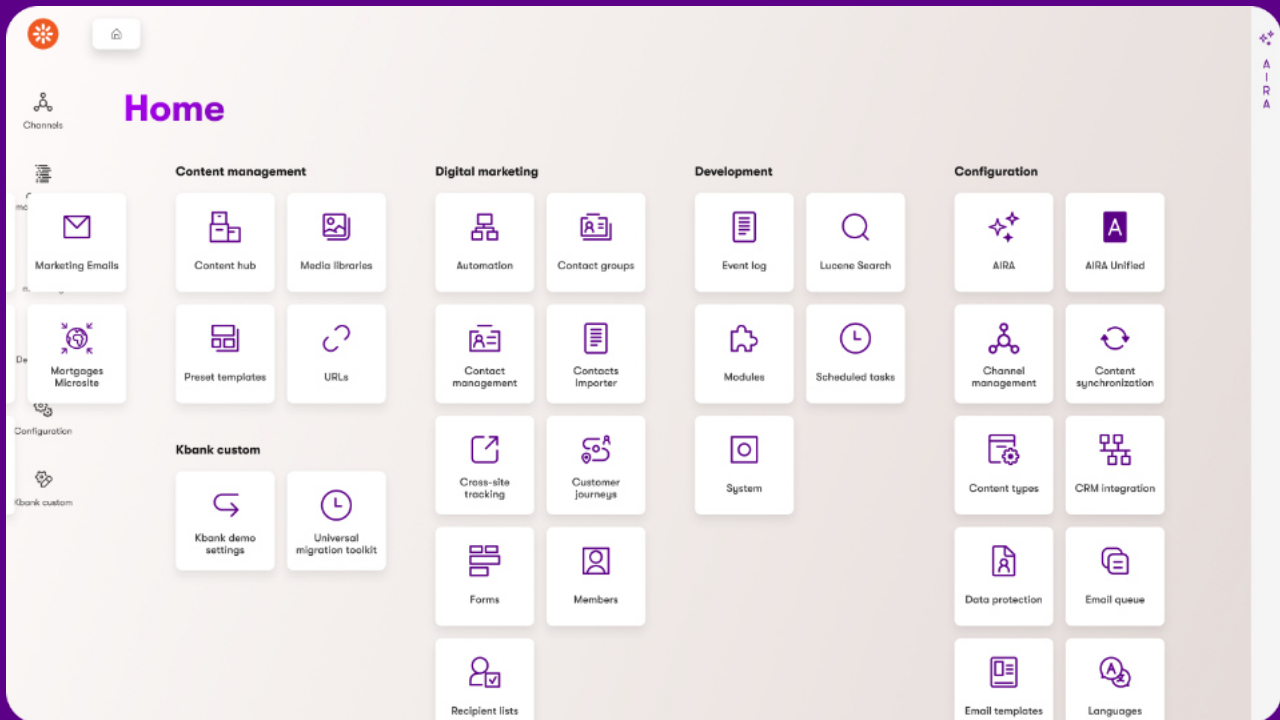 Home
AIRA
Channels
Configuration
Kbank custom
Marketing Emails
Mortgages
Microsite
Content management
Content hub
Media libraries
Preset templates
URLs
Kbank custom
Kbank demo
settings
Universal
migration toolkit
Digital marketing
Automation
Contact groups
Contact
management
Contacts
Importer
Cross-site
tracking
Customer
journeys
Forms
Members
Recipient lists
Development
Event log
Lucene Search
Modules
Scheduled tasks
System
Configuration
AIRA
A
AIRA Unified
Channel
management
Content
synchronization
Content types
CRM integration
Data protection
Email queue
Email templates
Languages